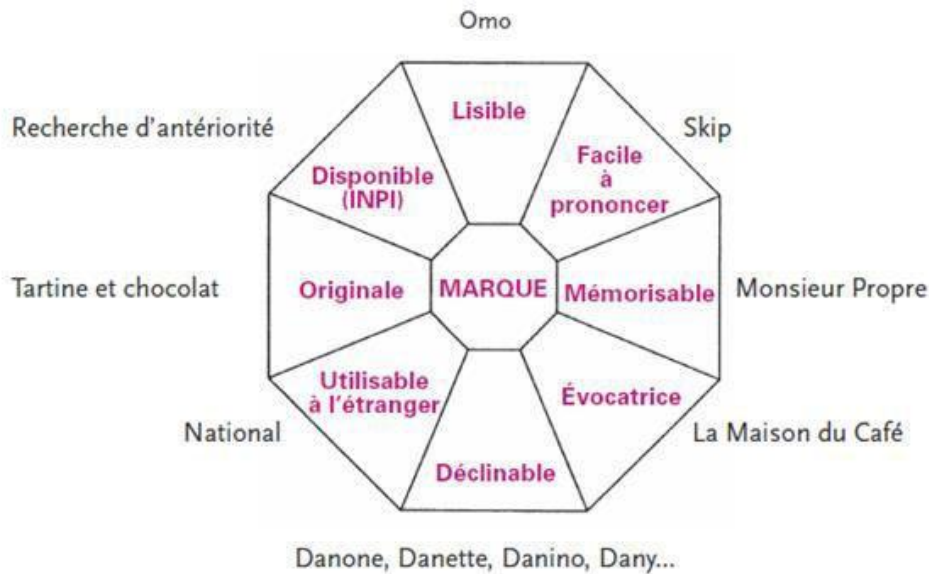 Omo
Lisible
Recherche d'antériorité
Skip
Facile
à
prononcer
Disponible
(INPI)
Tartine et chocolat
Originale
MARQUE
Mémorisable
Monsieur Propre
Utilisable
à l'étranger
Évocatrice
National
La Maison du Café
Déclinable
Danone, Danette, Danino, Dany...